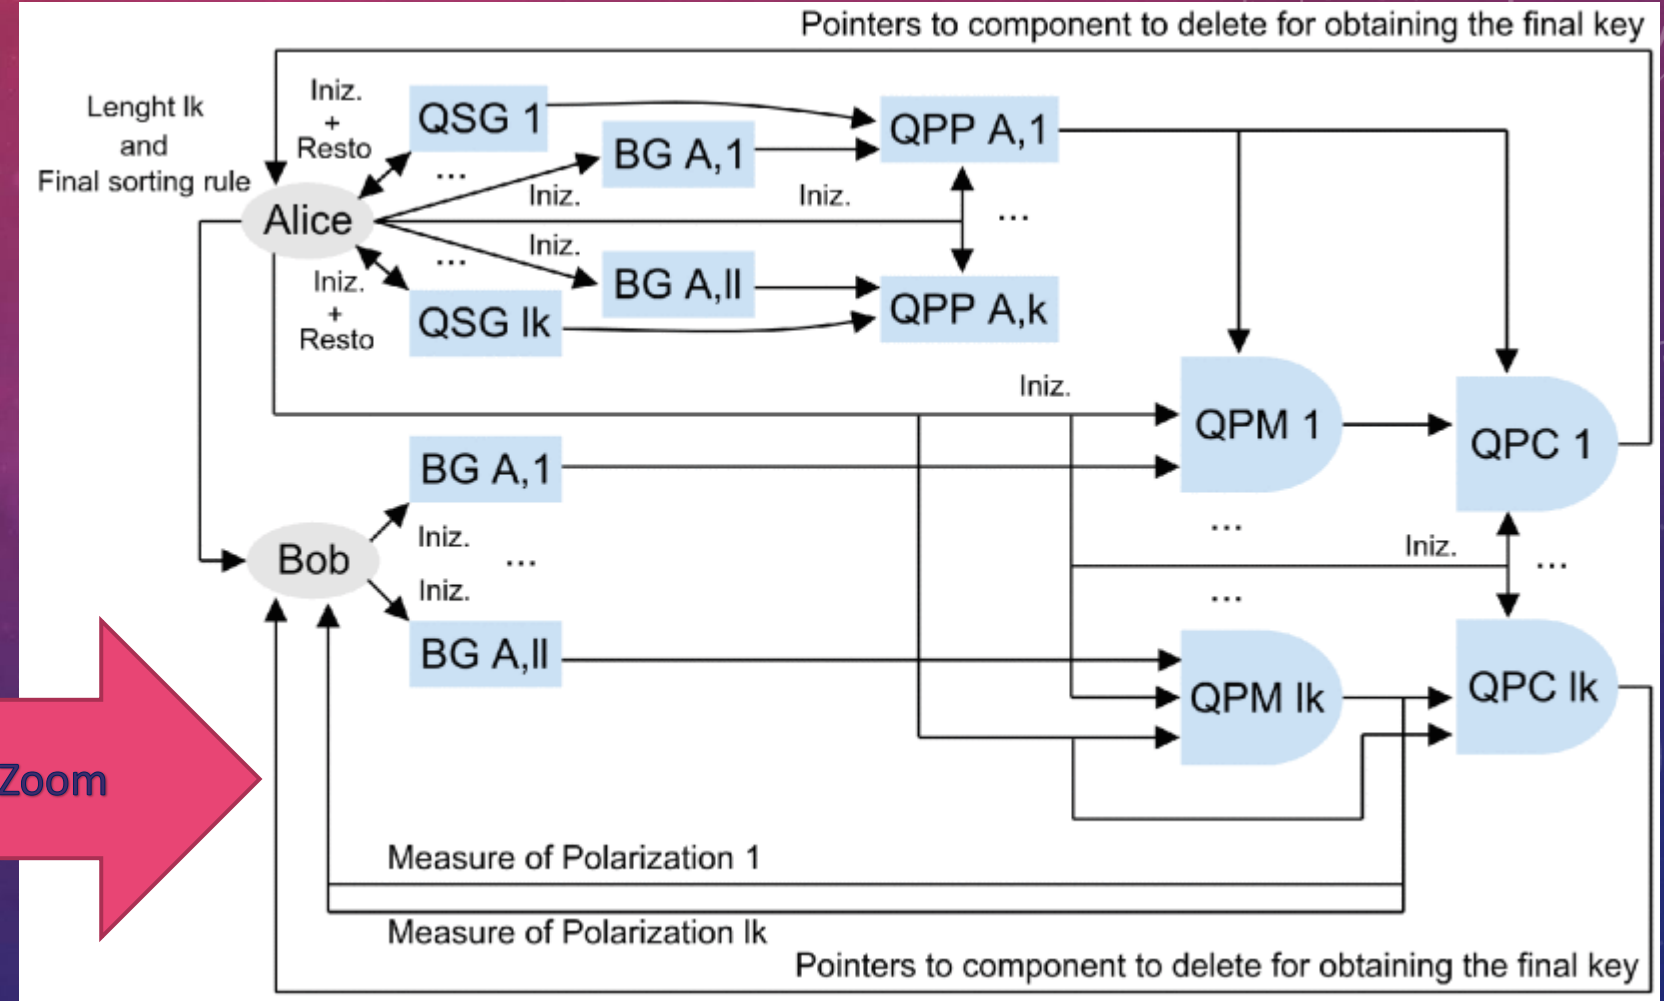 Pointers to component to delete for obtaining the final key
Lenght lk
and
Final sorting rule
Iniz.
+
Resto
QSG 1
...
BG A,1
QPP A,1
Iniz.
Iniz.
...
Alice
Iniz.
...
BG A,ll
QPP A,k
Iniz.
+
Resto
QSG lk
Iniz.
QPM 1
QPC 1
BG A,1
Iniz.
...
Bob
Iniz.
BG A,ll
...
...
Iniz.
...
QPM lk
QPC lk
Zoom
Measure of Polarization 1
Measure of Polarization lk
Pointers to component to delete for obtaining the final key